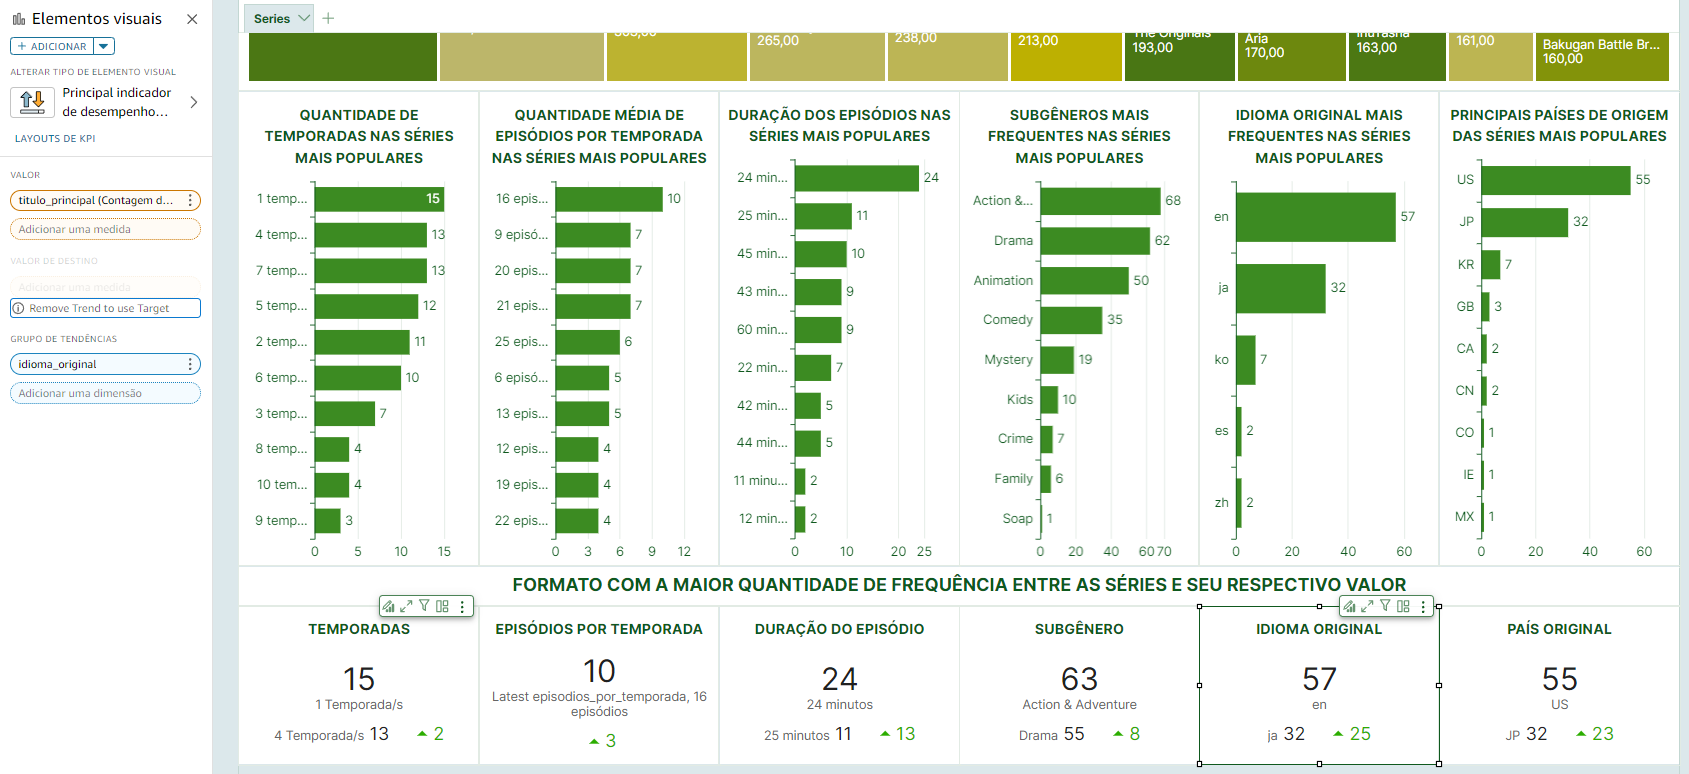 Elementos visuais
ADICIONAR
ALTERAR TIPO DE ELEMENTO VISUAL
Principal indicador
de desempenho...
LAYOUTS DE KPI
VALOR
titulo_principal (Contagem d...
Adicionar uma medida
VALOR DE DESTINO
Adicionar uma medida
Remove Trend to use Target
GRUPO DE TENDÊNCIAS
idioma_original
Adicionar uma dimensão
Series
265,00
238,00
213,00
The Originals
193,00
Aria
170,00
163,00
161,00
Bakugan Battle Br...
160,00
QUANTIDADE DE
TEMPORADAS NAS SÉRIES
MAIS POPULARES
1 temp...
15
4 temp...
13
7 temp...
13
5 temp...
12
2 temp...
11
6 temp...
10
3 temp...
7
8 temp...
4
10 tem...
4
9 temp...
3
0 5 10 15
QUANTIDADE MÉDIA DE
EPISÓDIOS POR TEMPORADA
NAS SÉRIES MAIS POPULARES
16 epis...
10
9 episó...
7
20 epis...
7
21 epis...
7
25 epis...
6
6 episó...
5
13 epis...
5
12 epis...
4
19 epis...
4
22 epis...
4
0 3 6 9 12
DURAÇÃO DOS EPISÓDIOS NAS
SÉRIES MAIS POPULARES
24 min...
24
25 min...
11
45 min...
10
43 min...
9
60 min...
9
22 min...
7
42 min...
5
44 min...
5
11 minu...
2
12 min...
2
0 10 20 25
SUBGÊNEROS MAIS
FREQUENTES NAS SÉRIES
MAIS POPULARES
Action &...
68
Drama
62
Animation
50
Comedy
35
Mystery
19
Kids
10
Crime
7
Family
6
Soap
1
0 20 40 60 70
IDIOMA ORIGINAL MAIS
FREQUENTES NAS SÉRIES
MAIS POPULARES
en
57
ja
32
ko
7
es
2
zh
2
0 20 40 60
PRINCIPAIS PAÍSES DE ORIGEM
DAS SÉRIES MAIS POPULARES
US
55
JP
32
KR
7
GB
3
CA
2
CN
2
CO
1
IE
1
MX
1
0 20 40 60
FORMATO COM A MAIOR QUANTIDADE DE FREQUÊNCIA ENTRE AS SÉRIES E SEU RESPECTIVO VALOR
TEMPORADAS
15
1 Temporada/s
4 Temporada/s 13 2
EPISÓDIOS POR TEMPORADA
10
Latest episodios_por_temporada, 16
episódios
3
DURAÇÃO DO EPISÓDIO
24
24 minutos
25 minutos 11 13
SUBGÊNERO
63
Action & Adventure
Drama 55 8
IDIOMA ORIGINAL
57
en
ja 32 25
PAÍS ORIGINAL
55
US
JP 32 23